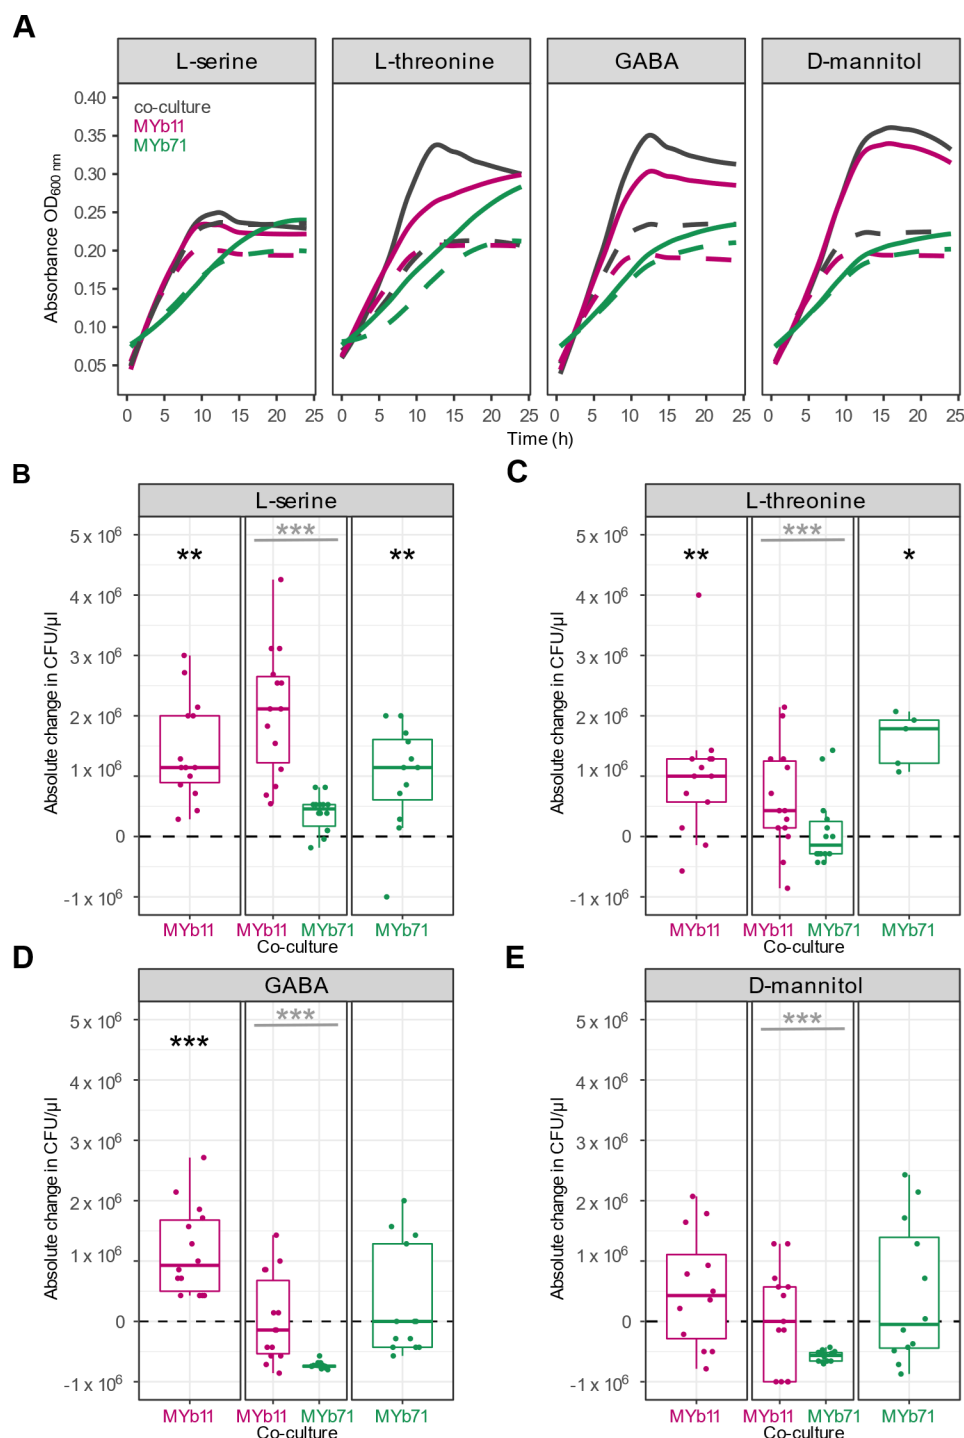 A
L-serine L-threonine GABA D-mannitol
co-culture
MYb11
MYb71
Absorbance OD600 nm
0.40
0.35
0.30
0.25
0.20
0.15
0.10
0.05
0 5 10 15 20 25 0 5 10 15 20 25 0 5 10 15 20 25 0 5 10 15 20 25
Time (h)
B
L-serine
Absolute change in CFU/µl
5 x 10⁶
4 x 10⁶
3 x 10⁶
2 x 10⁶
1 x 10⁶
0
-1 x 10⁶
** *** **
MYb11 MYb11 MYb71 MYb71
Co-culture
C
L-threonine
Absolute change in CFU/µl
5 x 10⁶
4 x 10⁶
3 x 10⁶
2 x 10⁶
1 x 10⁶
0
-1 x 10⁶
** *** *
MYb11 MYb11 MYb71 MYb71
Co-culture
D
GABA
Absolute change in CFU/µl
5 x 10⁶
4 x 10⁶
3 x 10⁶
2 x 10⁶
1 x 10⁶
0
-1 x 10⁶
*** ***
MYb11 MYb11 MYb71 MYb71
Co-culture
E
D-mannitol
Absolute change in CFU/µl
5 x 10⁶
4 x 10⁶
3 x 10⁶
2 x 10⁶
1 x 10⁶
0
-1 x 10⁶
***
MYb11 MYb11 MYb71 MYb71
Co-culture